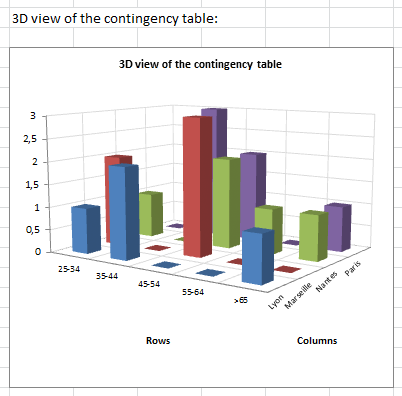 3D view of the contingency table:
3D view of the contingency table
3
2,5
2
1,5
1
0,5
0
25-34
35-44
45-54
55-64
>65
Lyon
Marseille
Nantes
Paris
Rows
Columns